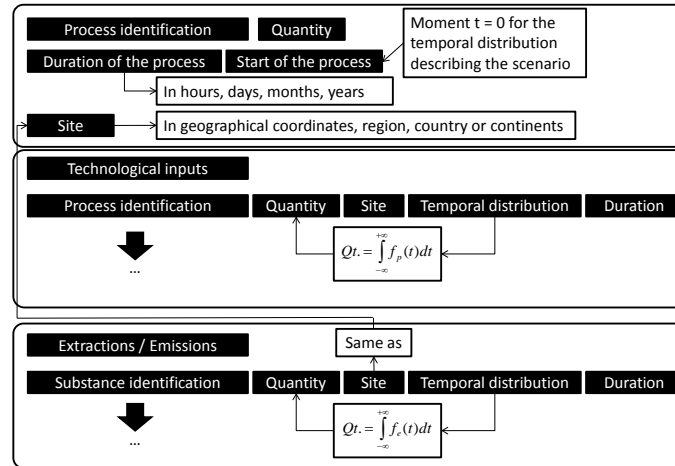 Process identification
Quantity
Moment t = 0 for the
temporal distribution
describing the scenario
Duration of the process
Start of the process
In hours, days, months, years
Site
In geographical coordinates, region, country or continents
Technological inputs
Process identification
Quantity
Site
Temporal distribution
Duration
...
Qt. = ∫_{-∞}^{+∞} f_p(t)dt
Extractions / Emissions
Same as
Substance identification
Quantity
Site
Temporal distribution
Duration
...
Qt. = ∫_{-∞}^{+∞} f_e(t)dt